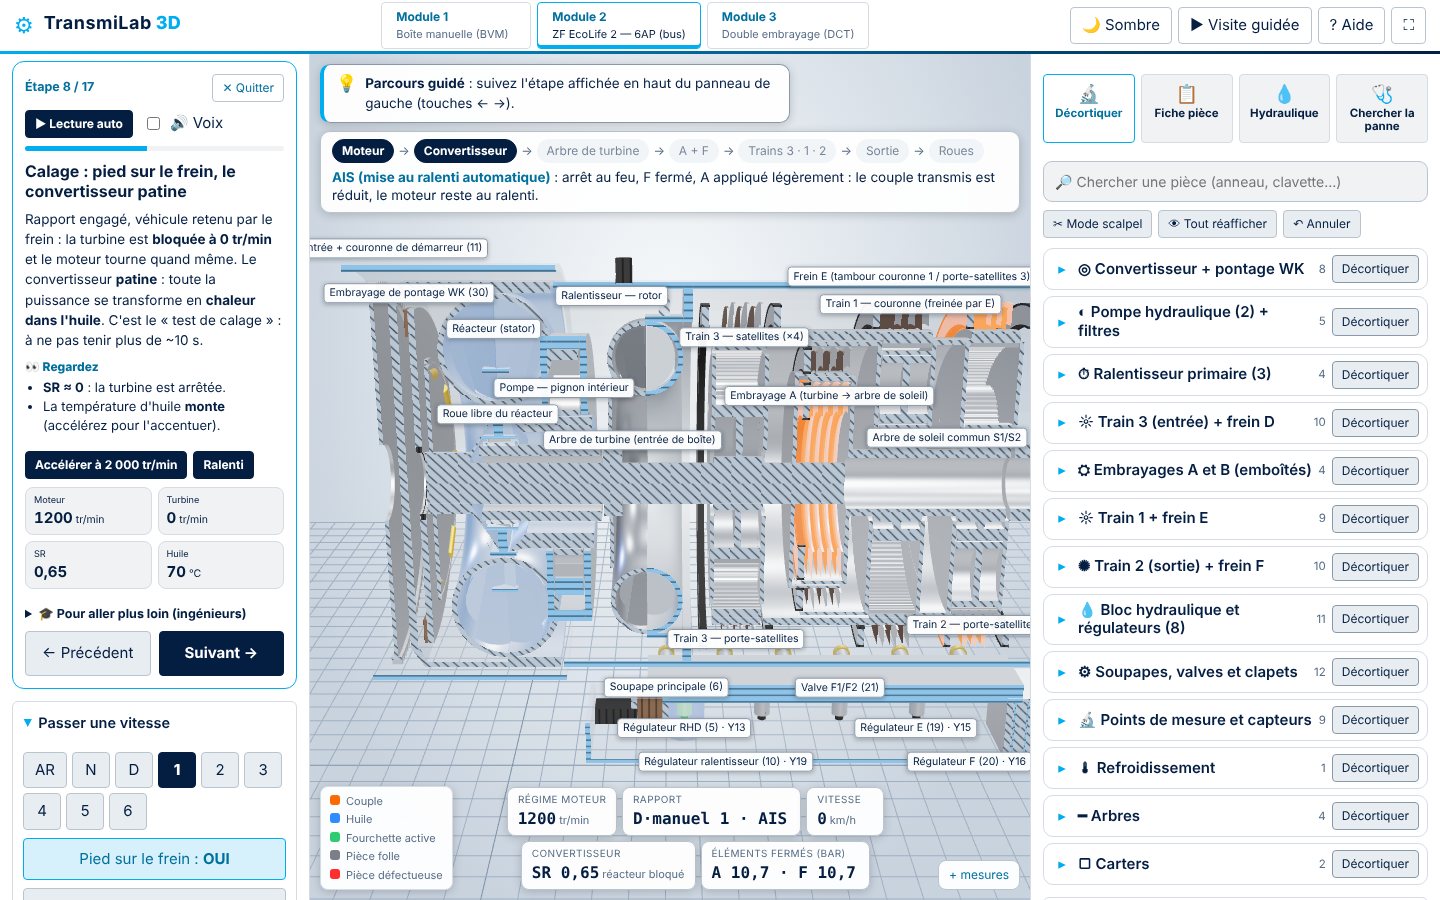 TransmiLab 3D
Module 1
Boîte manuelle (BVM)
Module 2
ZF EcoLife 2 — 6AP (bus)
Module 3
Double embrayage (DCT)
🌙 Sombre
▶ Visite guidée
? Aide
Étape 8 / 17
✕ Quitter
▶ Lecture auto
🔊 Voix
Calage : pied sur le frein, le
convertisseur patine
Rapport engagé, véhicule retenu par le
frein : la turbine est bloquée à 0 tr/min
et le moteur tourne quand même. Le
convertisseur patine : toute la
puissance se transforme en chaleur
dans l'huile. C'est le « test de calage » :
à ne pas tenir plus de ~10 s.
👀 Regardez
• SR ≈ 0 : la turbine est arrêtée.
• La température d'huile monte
(accélérez pour l'accentuer).
Accélérer à 2 000 tr/min
Ralenti
Moteur
1200 tr/min
Turbine
0 tr/min
SR
0,65
Huile
70 °C
▶ 🎓 Pour aller plus loin (ingénieurs)
← Précédent
Suivant →
▼ Passer une vitesse
AR
N
D
1
2
3
4
5
6
Pied sur le frein : OUI
💡 Parcours guidé : suivez l'étape affichée en haut du panneau de
gauche (touches ← →).
Moteur → Convertisseur → Arbre de turbine → A + F → Trains 3 · 1 · 2 → Sortie → Roues
AIS (mise au ralenti automatique) : arrêt au feu, F fermé, A appliqué légèrement : le couple transmis est
réduit, le moteur reste au ralenti.
ntrée + couronne de démarreur (11)
Frein E (tambour couronne 1 / porte-satellites 3)
Embrayage de pontage WK (30)
Ralentisseur — rotor
Train 1 — couronne (freinée par E)
Réacteur (stator)
Train 3 — satellites (×4)
Pompe — pignon intérieur
Embrayage A (turbine → arbre de soleil)
Roue libre du réacteur
Arbre de turbine (entrée de boîte)
Arbre de soleil commun S1/S2
Train 2 — porte-satellite
Train 3 — porte-satellites
Soupape principale (6)
Valve F1/F2 (21)
Régulateur RHD (5) · Y13
Régulateur E (19) · Y15
Régulateur ralentisseur (10) · Y19
Régulateur F (20) · Y16
Couple
Huile
Fourchette active
Pièce folle
Pièce défectueuse
RÉGIME MOTEUR
1200 tr/min
RAPPORT
D·manuel 1 · AIS
VITESSE
0 km/h
CONVERTISSEUR
SR 0,65 réacteur bloqué
ÉLÉMENTS FERMÉS (BAR)
A 10,7 · F 10,7
+ mesures
Décortiquer
Fiche pièce
Hydraulique
Chercher la
panne
🔎 Chercher une pièce (anneau, clavette…)
✂ Mode scalpel
👁 Tout réafficher
↶ Annuler
Convertisseur + pontage WK 8 Décortiquer
Pompe hydraulique (2) +
filtres 5 Décortiquer
Ralentisseur primaire (3) 4 Décortiquer
Train 3 (entrée) + frein D 10 Décortiquer
Embrayages A et B (emboîtés) 4 Décortiquer
Train 1 + frein E 9 Décortiquer
Train 2 (sortie) + frein F 10 Décortiquer
Bloc hydraulique et
régulateurs (8) 11 Décortiquer
Soupapes, valves et clapets 12 Décortiquer
Points de mesure et capteurs 9 Décortiquer
Refroidissement 1 Décortiquer
Arbres 4 Décortiquer
Carters 2 Décortiquer